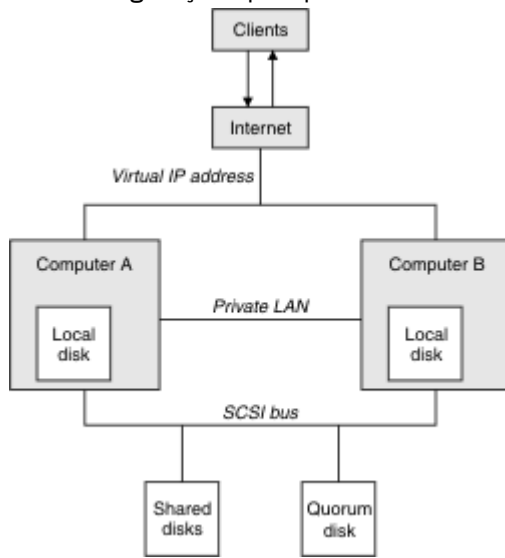 Clients
Internet
Virtual IP address
Computer A
Computer B
Private LAN
Local
disk
Local
disk
SCSI bus
Shared
disks
Quorum
disk